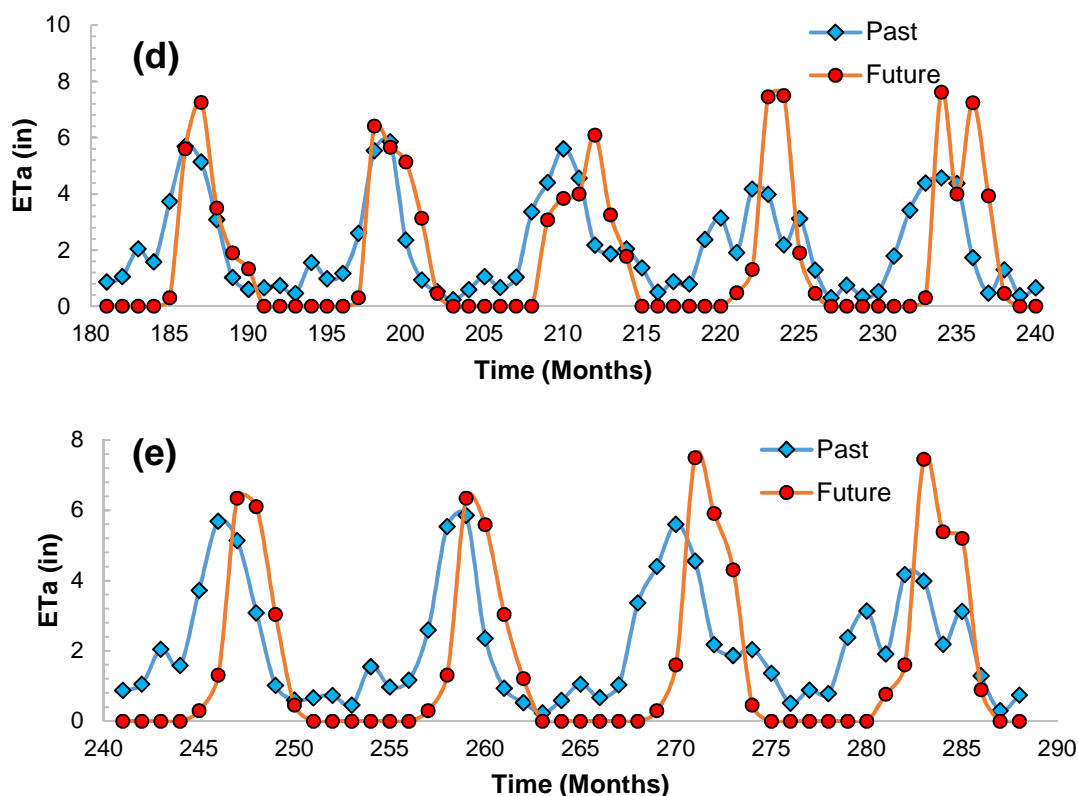 (d)
Past
Future
10
8
6
4
2
0
ETa (in)
180 185 190 195 200 205 210 215 220 225 230 235 240
Time (Months)
(e)
Past
Future
8
6
4
2
0
ETa (in)
240 245 250 255 260 265 270 275 280 285 290
Time (Months)